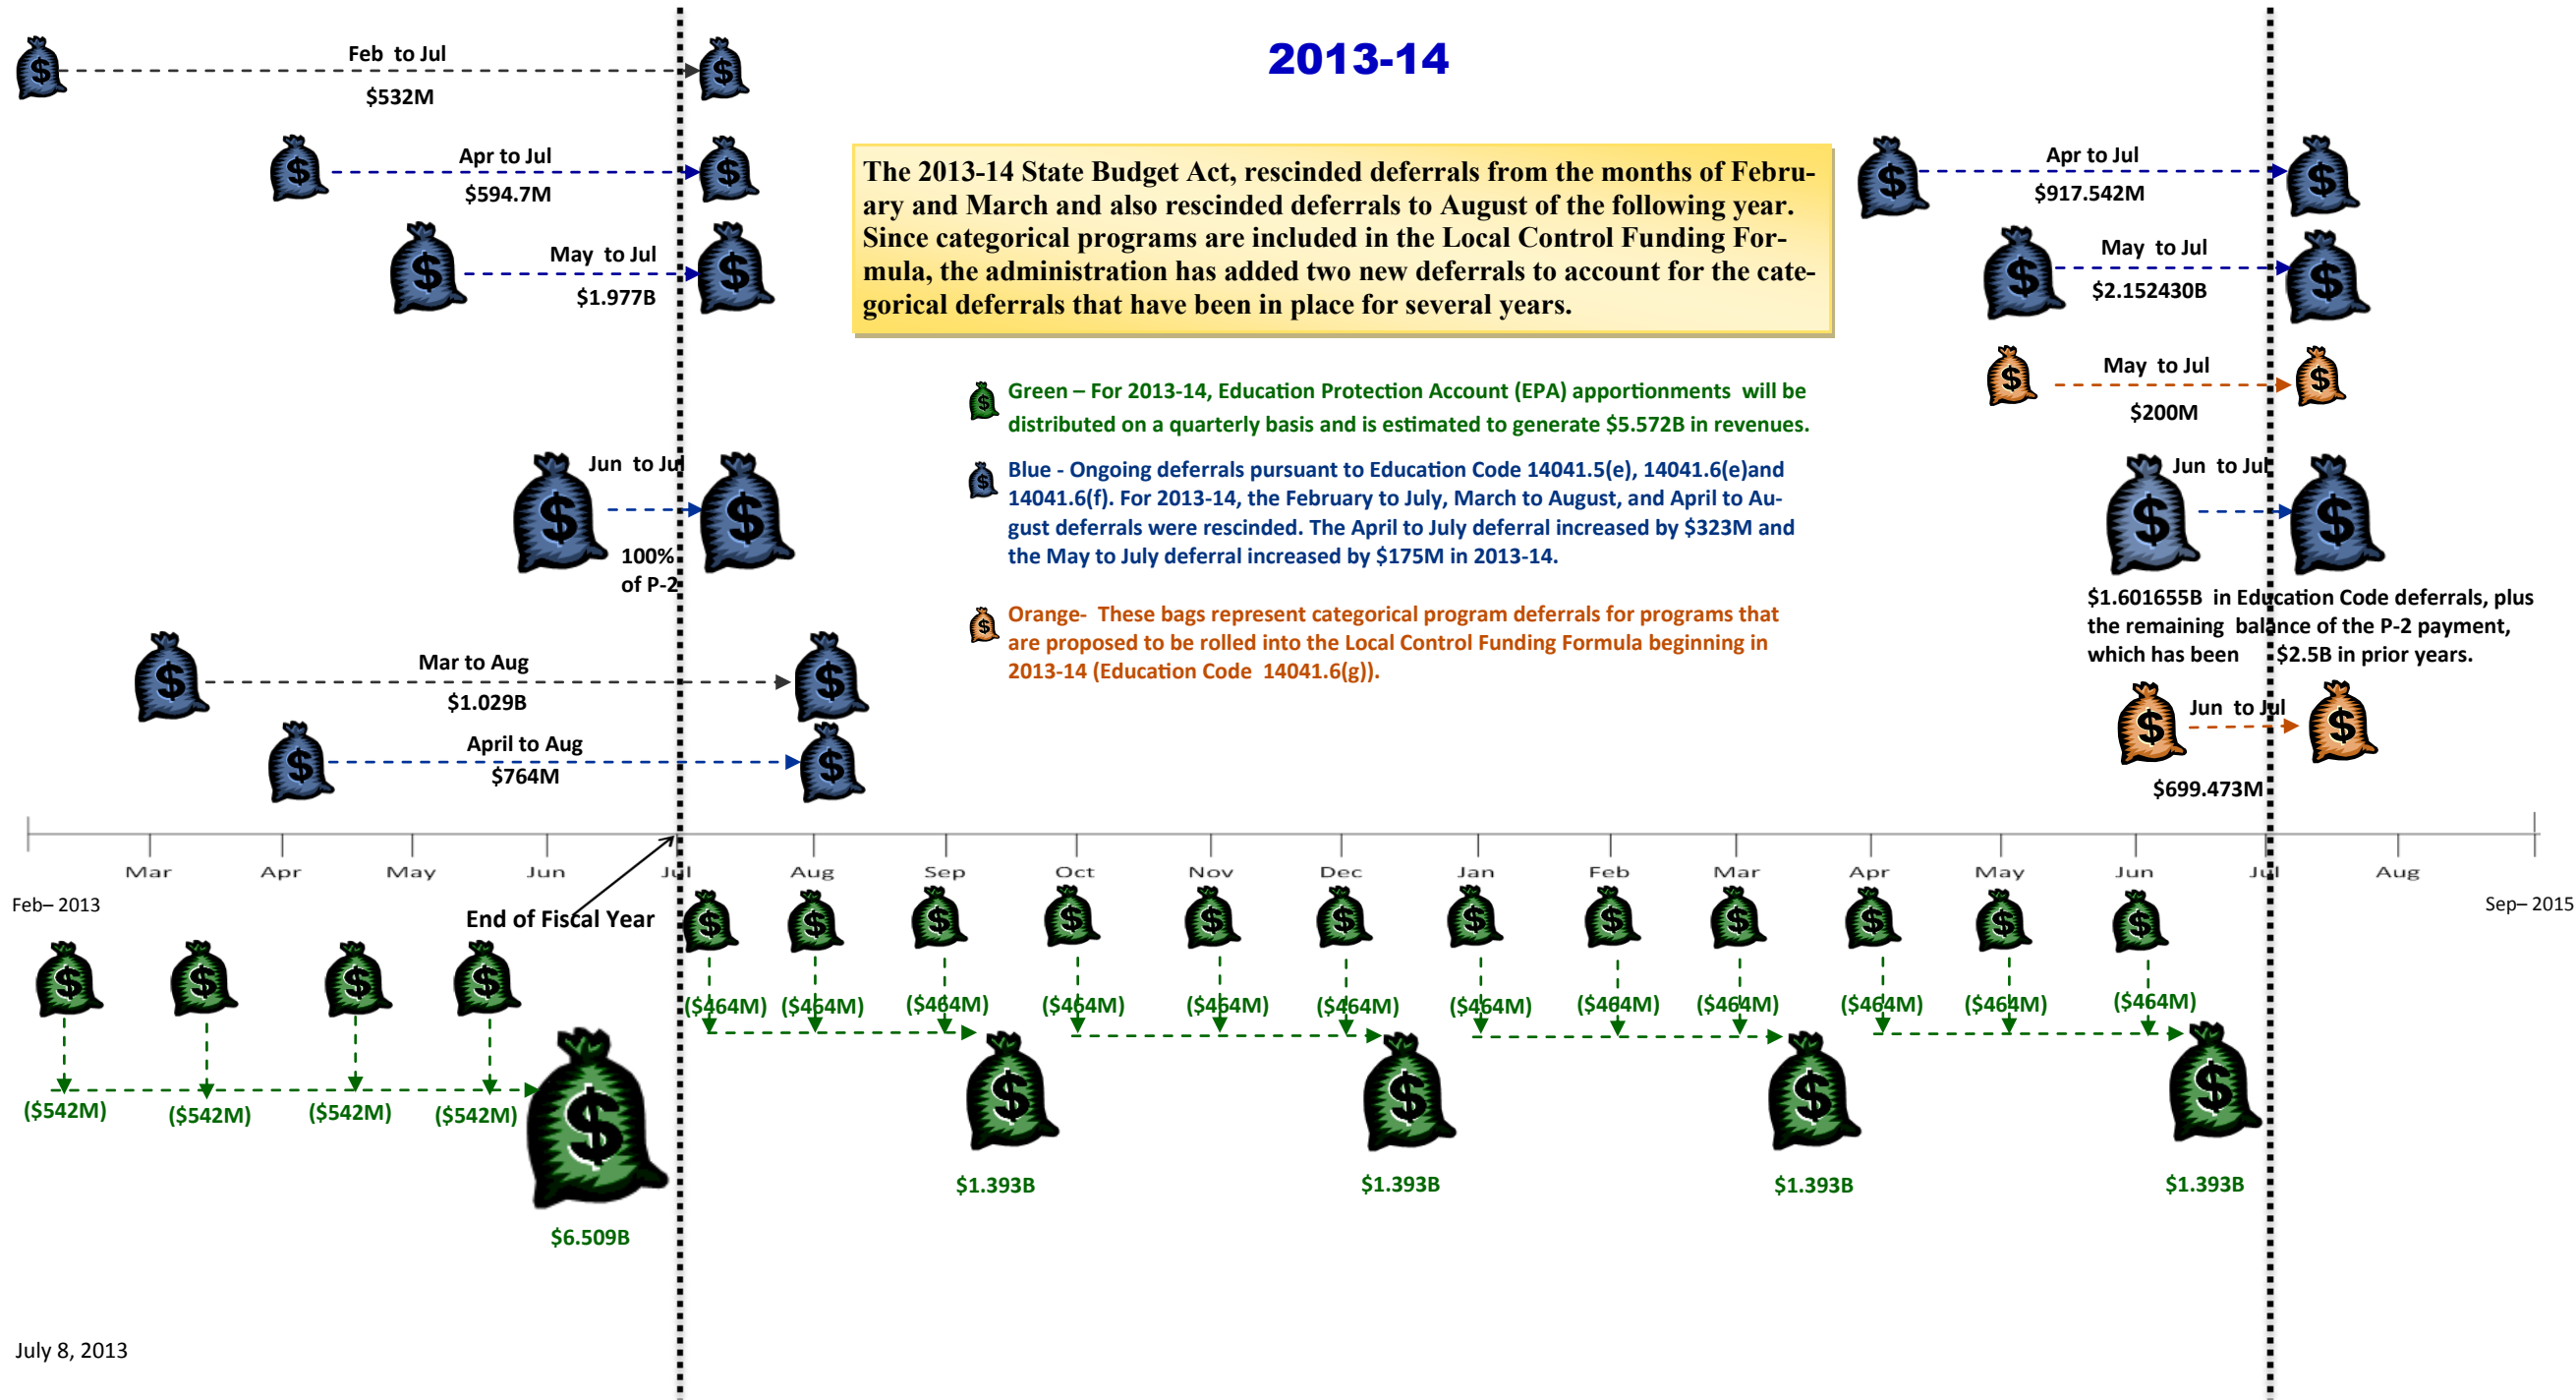 2013-14
Feb to Jul
$532M
Apr to Jul
$594.7M
May to Jul
$1.977B
Jun to Jul
100%
of P-2
Mar to Aug
$1.029B
April to Aug
$764M
The 2013-14 State Budget Act, rescinded deferrals from the months of Febru-
ary and March and also rescinded deferrals to August of the following year.
Since categorical programs are included in the Local Control Funding For-
mula, the administration has added two new deferrals to account for the cate-
gorical deferrals that have been in place for several years.
Green – For 2013-14, Education Protection Account (EPA) apportionments will be
distributed on a quarterly basis and is estimated to generate $5.572B in revenues.
Blue - Ongoing deferrals pursuant to Education Code 14041.5(e), 14041.6(e)and
14041.6(f). For 2013-14, the February to July, March to August, and April to Au-
gust deferrals were rescinded. The April to July deferral increased by $323M and
the May to July deferral increased by $175M in 2013-14.
Orange- These bags represent categorical program deferrals for programs that
are proposed to be rolled into the Local Control Funding Formula beginning in
2013-14 (Education Code 14041.6(g)).
Apr to Jul
$917.542M
May to Jul
$2.152430B
May to Jul
$200M
Jun to Jul
$1.601655B in Education Code deferrals, plus
the remaining balance of the P-2 payment,
which has been $2.5B in prior years.
Jun to Jul
$699.473M
Mar Apr May Jun Jul Aug Sep Oct Nov Dec Jan Feb Mar Apr May Jun Jul Aug
Feb– 2013
End of Fiscal Year
Sep– 2015
($464M) ($464M) ($464M) ($464M) ($464M) ($464M) ($464M) ($464M) ($464M) ($464M) ($464M) ($464M)
($542M) ($542M) ($542M) ($542M)
$1.393B $1.393B $1.393B $1.393B
$6.509B
July 8, 2013